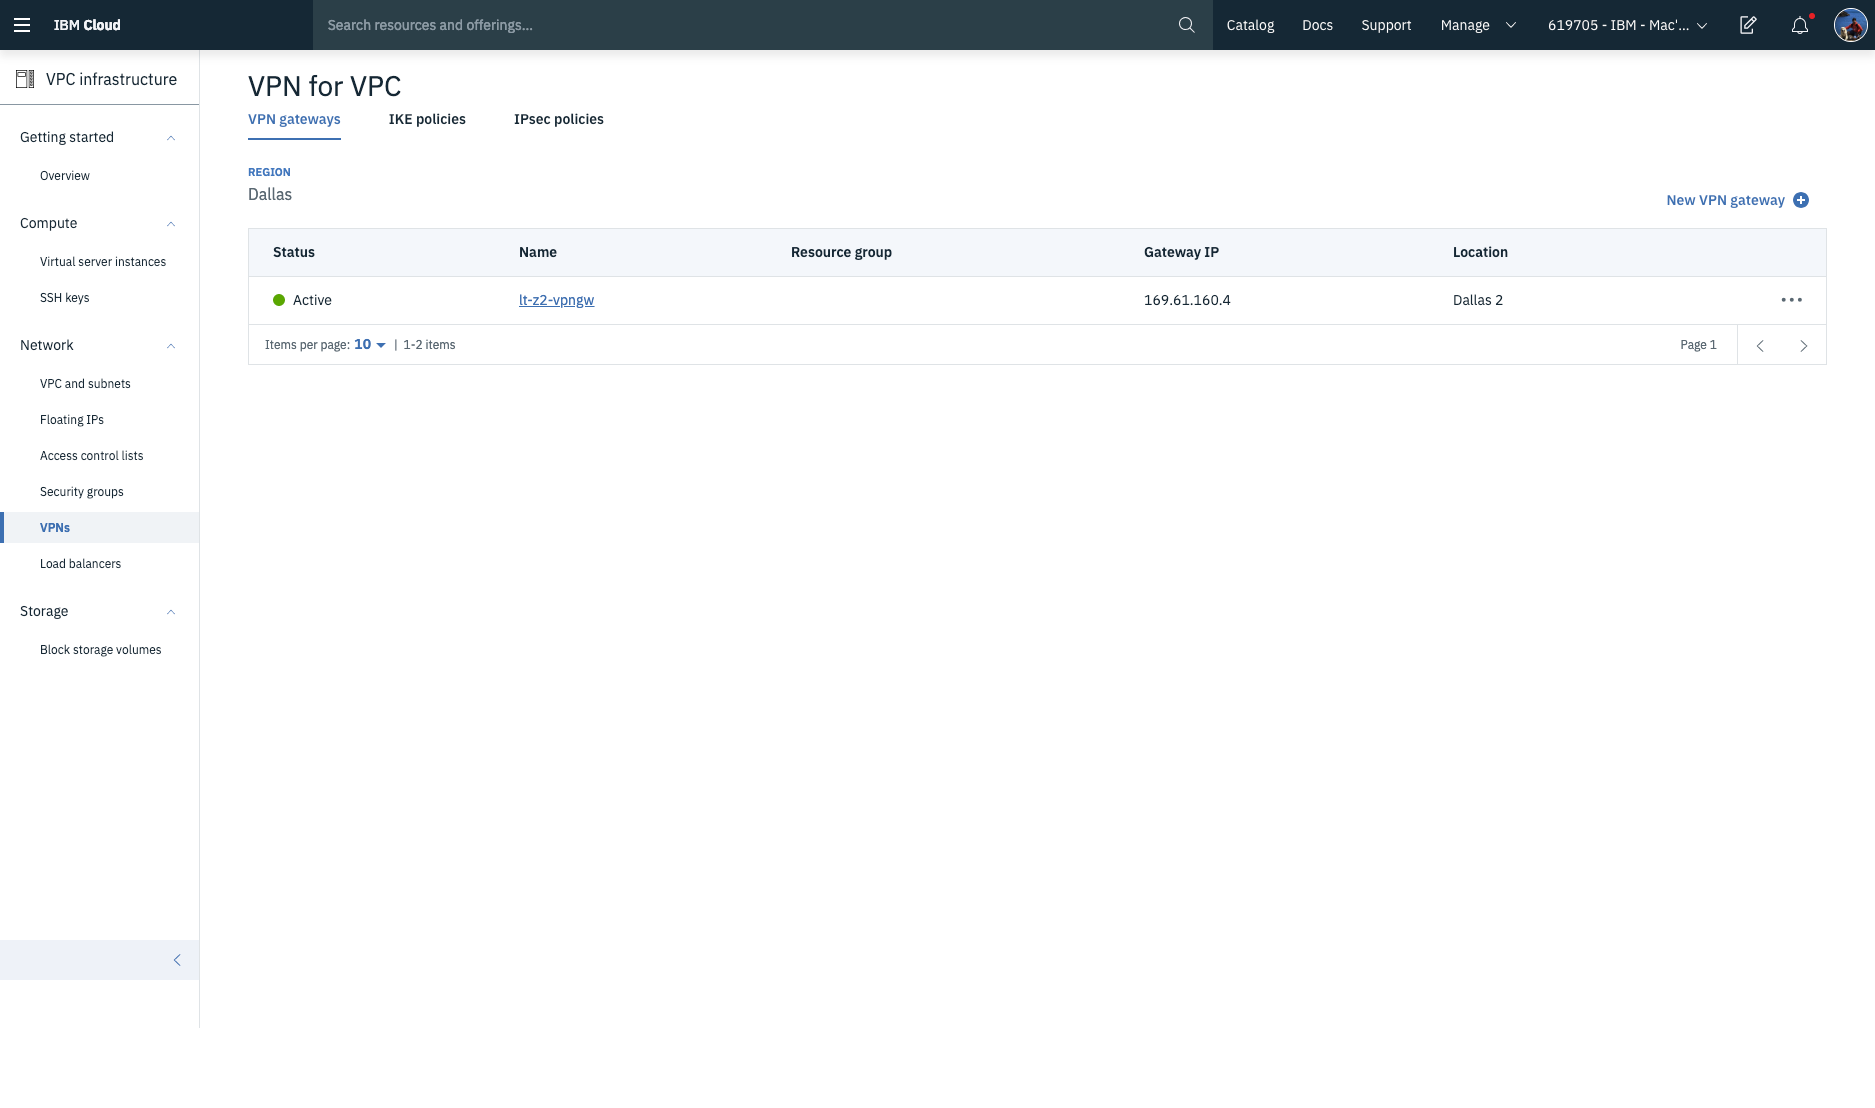 IBM Cloud
Search resources and offerings...
Catalog
Docs
Support
Manage
619705 - IBM - Mac'...
VPC infrastructure
Getting started
Overview
Compute
Virtual server instances
SSH keys
Network
VPC and subnets
Floating IPs
Access control lists
Security groups
VPNs
Load balancers
Storage
Block storage volumes
VPN for VPC
VPN gateways
IKE policies
IPsec policies
REGION
Dallas
New VPN gateway
Status Name Resource group Gateway IP Location
Active lt-z2-vpngw 169.61.160.4 Dallas 2
Items per page: 10 | 1-2 items
Page 1